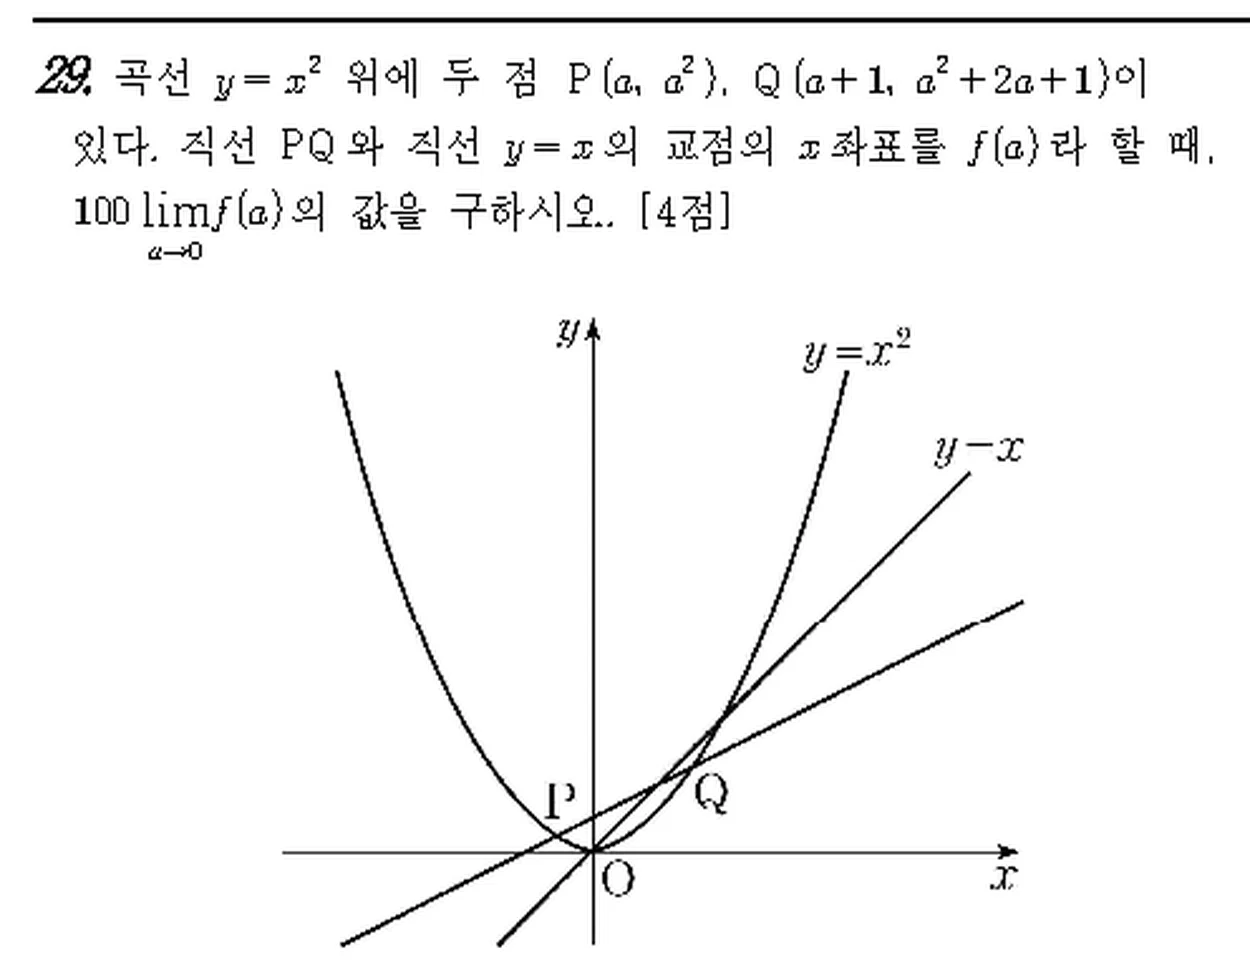 29. 곡선 y=x² 위에 두 점 P(a, a²), Q(a+1, a²+2a+1)이
있다. 직선 PQ와 직선 y=x의 교점의 x좌표를 f(a)라 할 때,
100 lim f(a)의 값을 구하시오. [4점]
a→0
y
y=x²
y=x
P
Q
O
x